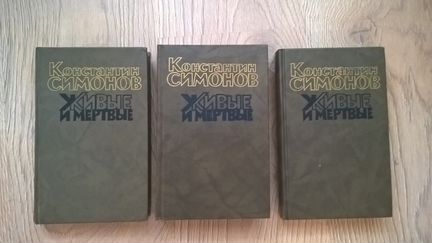 Константин
СИМОНОВ
ЖИВЫЕ
И МЕРТВЫЕ
Константин
СИМОНОВ
ЖИВЫЕ
И МЕРТВЫЕ
Константин
СИМОНОВ
ЖИВЫЕ
И МЕРТВЫЕ